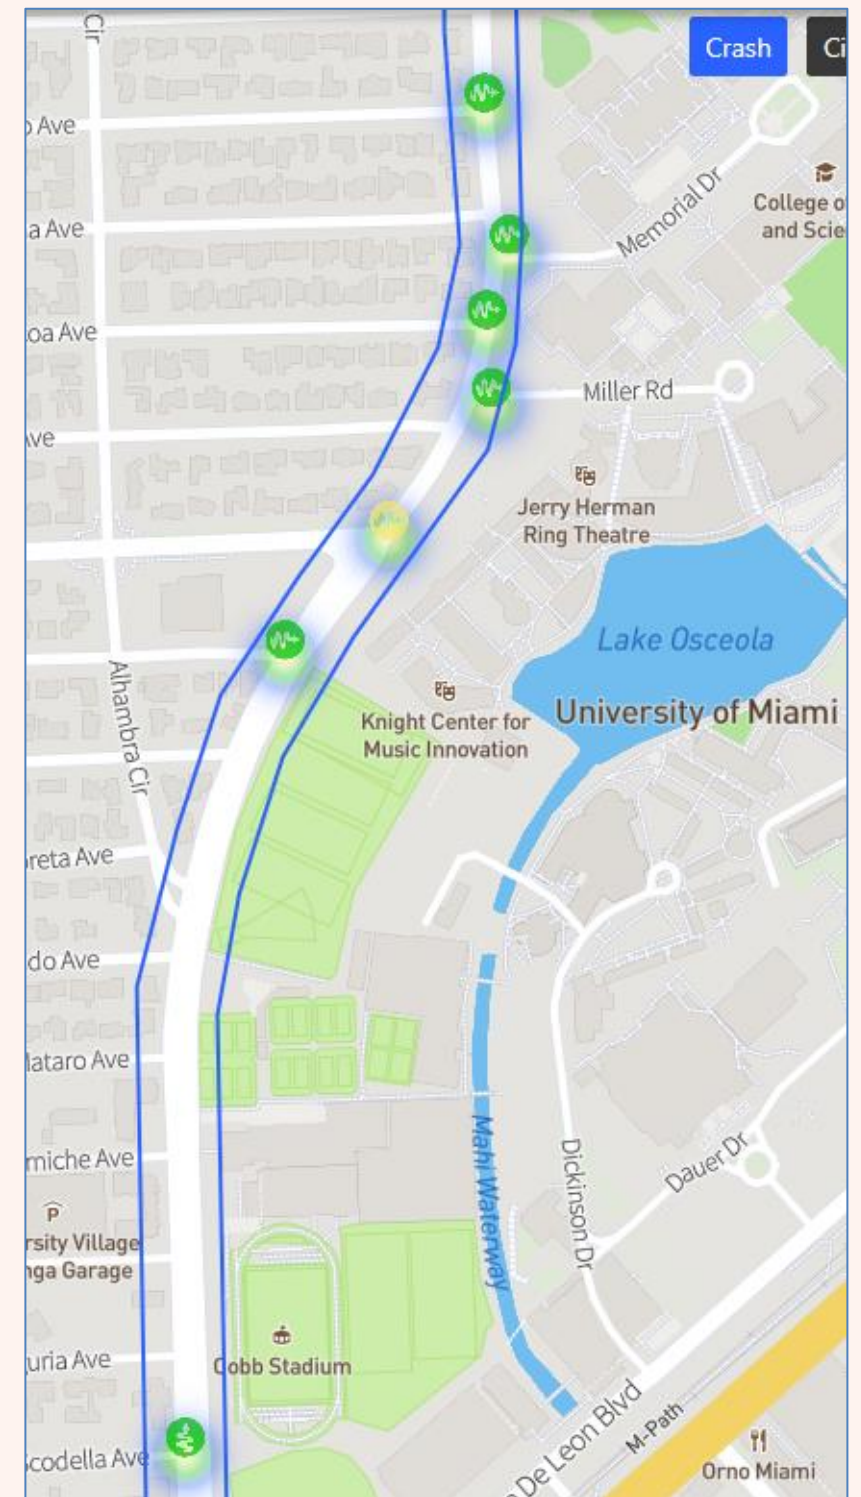 Cir
Crash
Ci
o Ave
Memorial Dr
College o
and Scie
a Ave
oa Ave
Miller Rd
ve
Jerry Herman
Ring Theatre
Lake Osceola
Alhambra Cir
University of Miami
Knight Center for
Music Innovation
reta Ave
do Ave
Mataro Ave
miche Ave
Mahi Waterway
Dickinson Dr
Dauer Dr
P
rsity Village
nga Garage
uria Ave
Cobb Stadium
De Leon Blvd
M-Path
Scodella Ave
Orno Miami